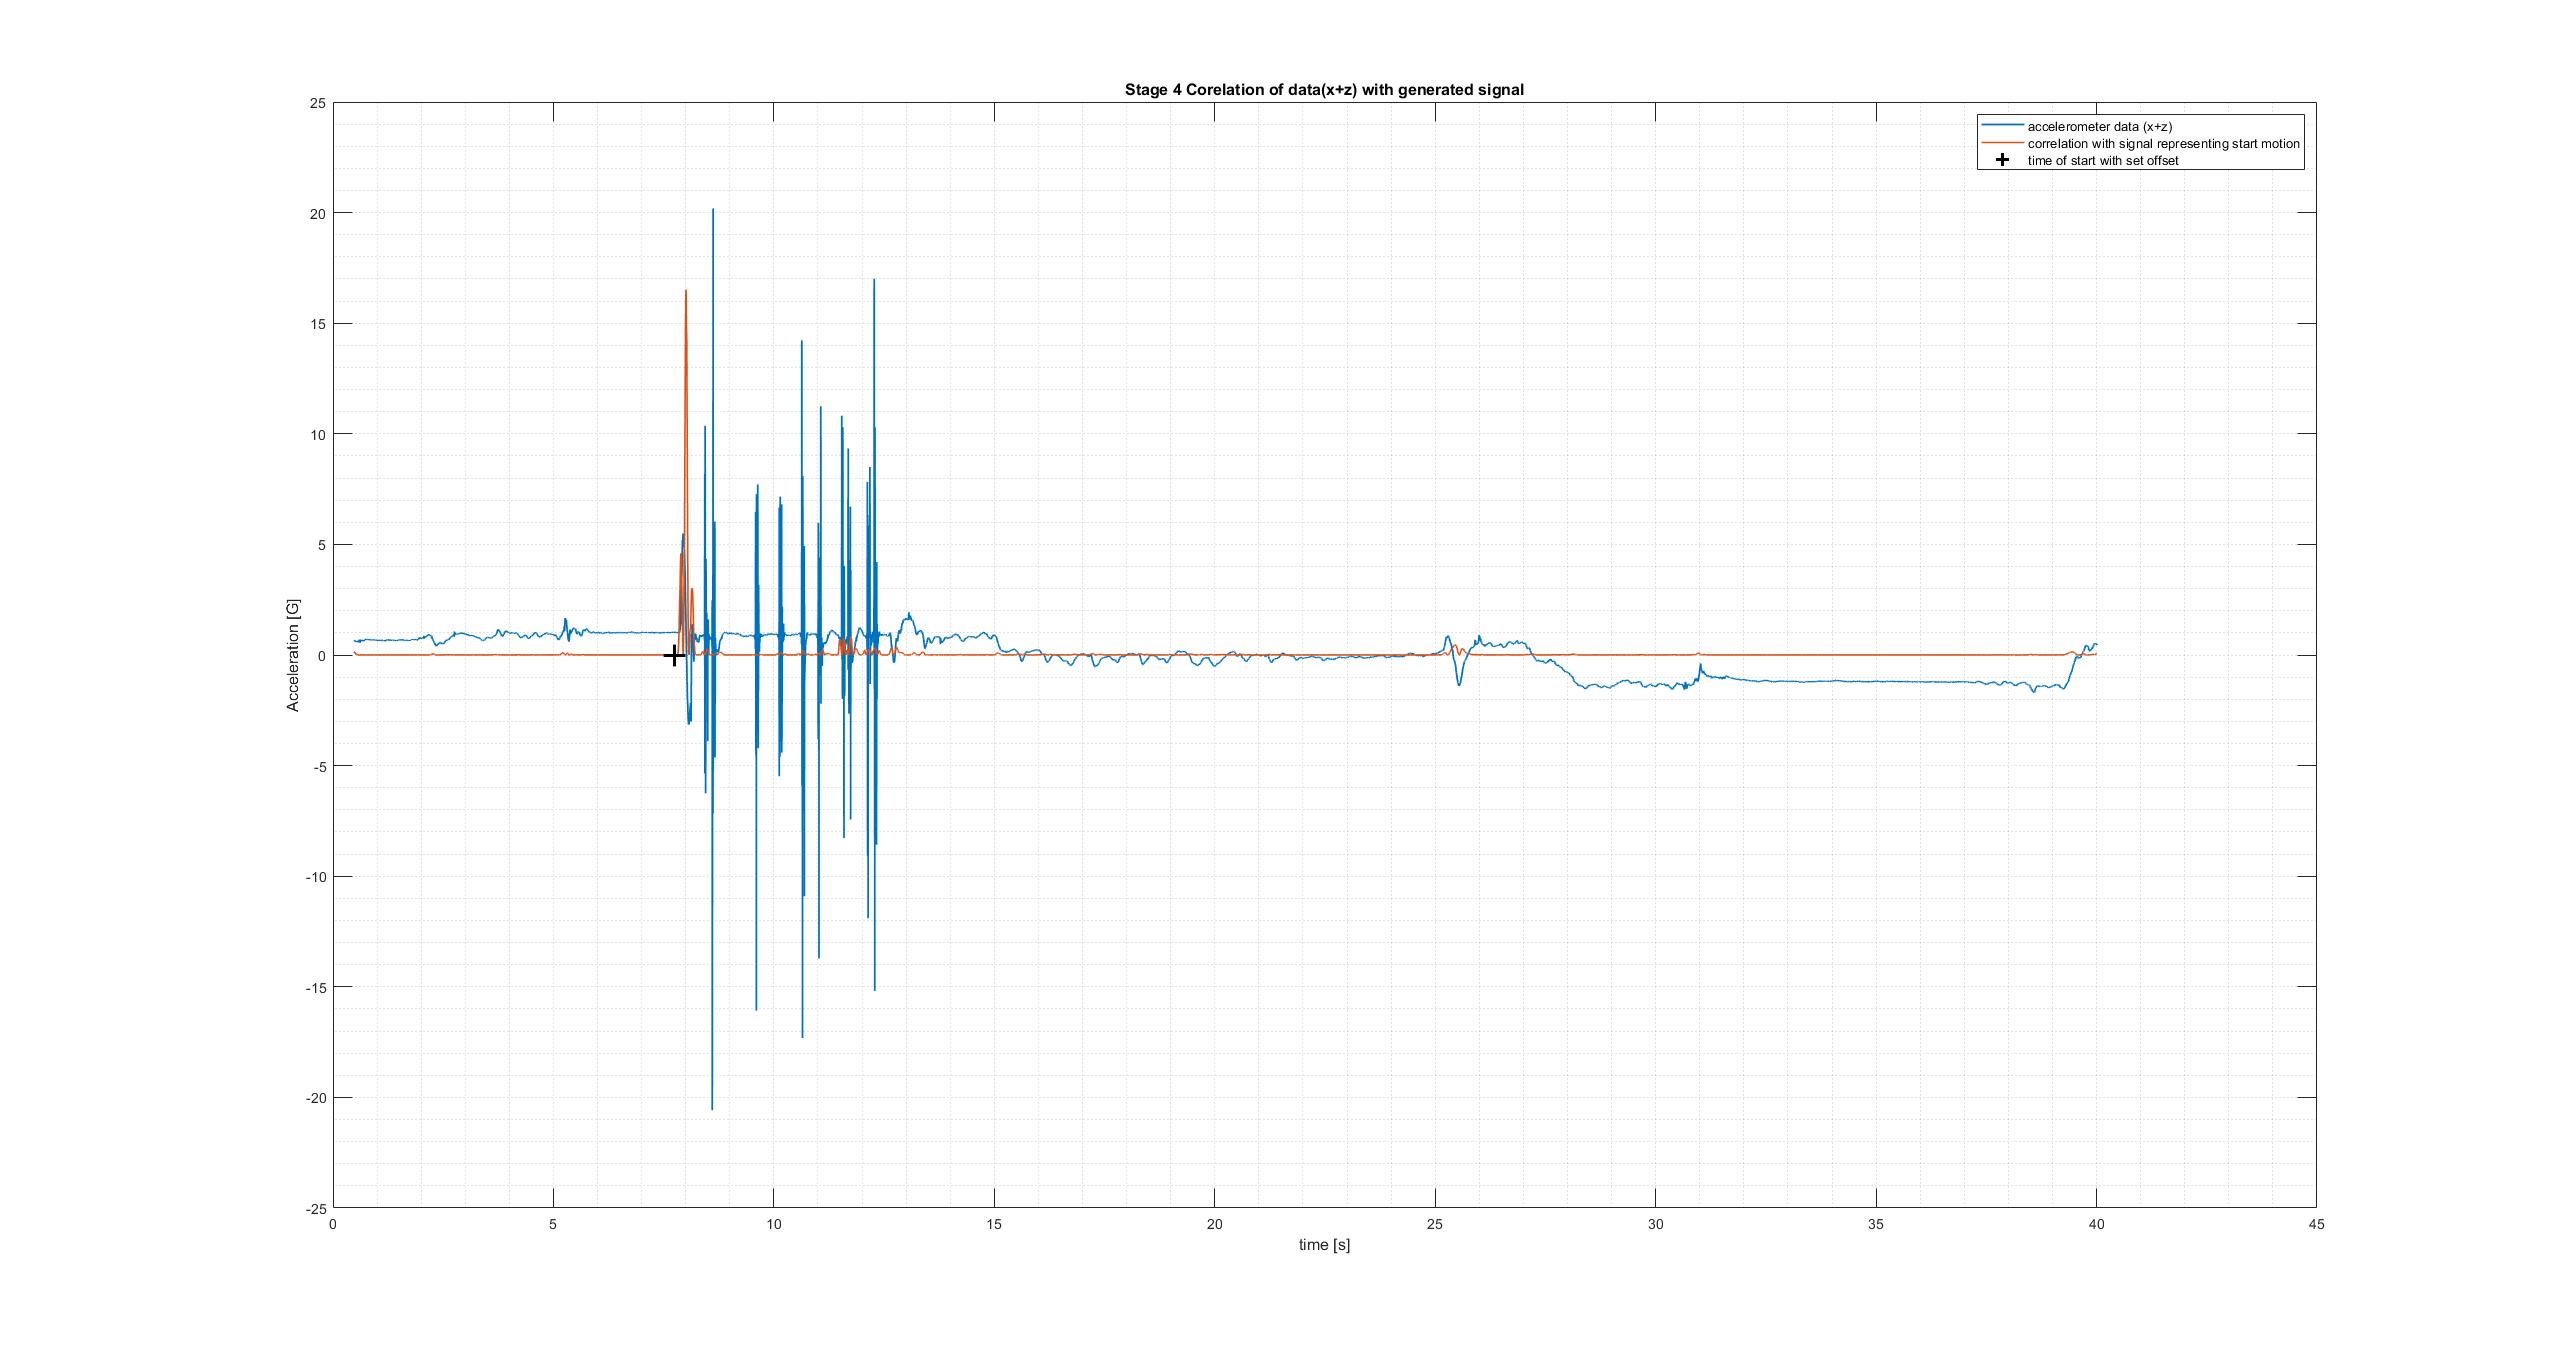 Stage 4 Corelation of data(x+z) with generated signal
accelerometer data (x+z)
correlation with signal representing start motion
time of start with set offset
25
20
15
10
5
0
-5
-10
-15
-20
-25
Acceleration [G]
0 5 10 15 20 25 30 35 40 45
time [s]